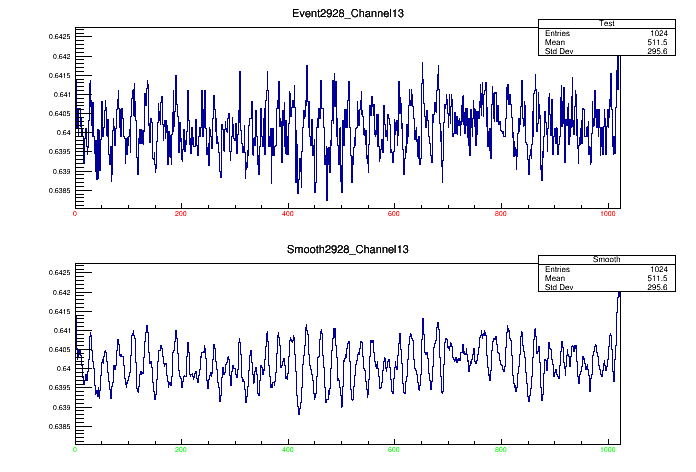 Event2928_Channel13
Test
Entries 1024
Mean 511.5
Std Dev 295.6
0.6425
0.642
0.6415
0.641
0.6405
0.64
0.6395
0.639
0.6385
0 200 400 600 800 1000
Smooth2928_Channel13
Smooth
Entries 1024
Mean 511.5
Std Dev 295.6
0.6425
0.642
0.6415
0.641
0.6405
0.64
0.6395
0.639
0.6385
0 200 400 600 800 1000